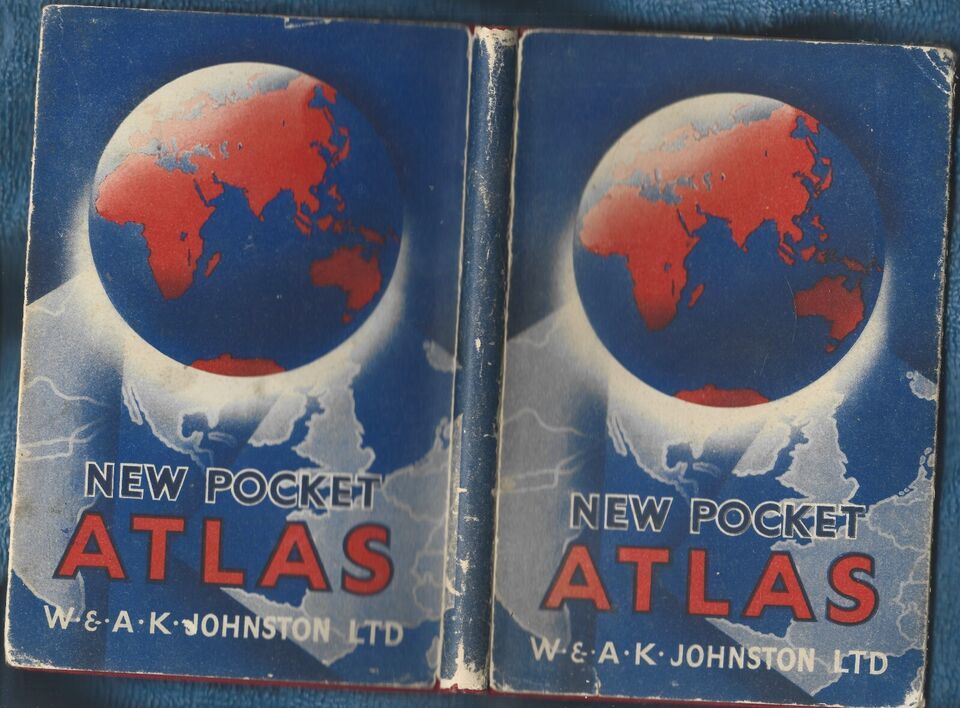 NEW POCKET
ATLAS
W·&·A·K·JOHNSTON LTD
NEW POCKET
ATLAS
W·&·A·K·JOHNSTON LTD